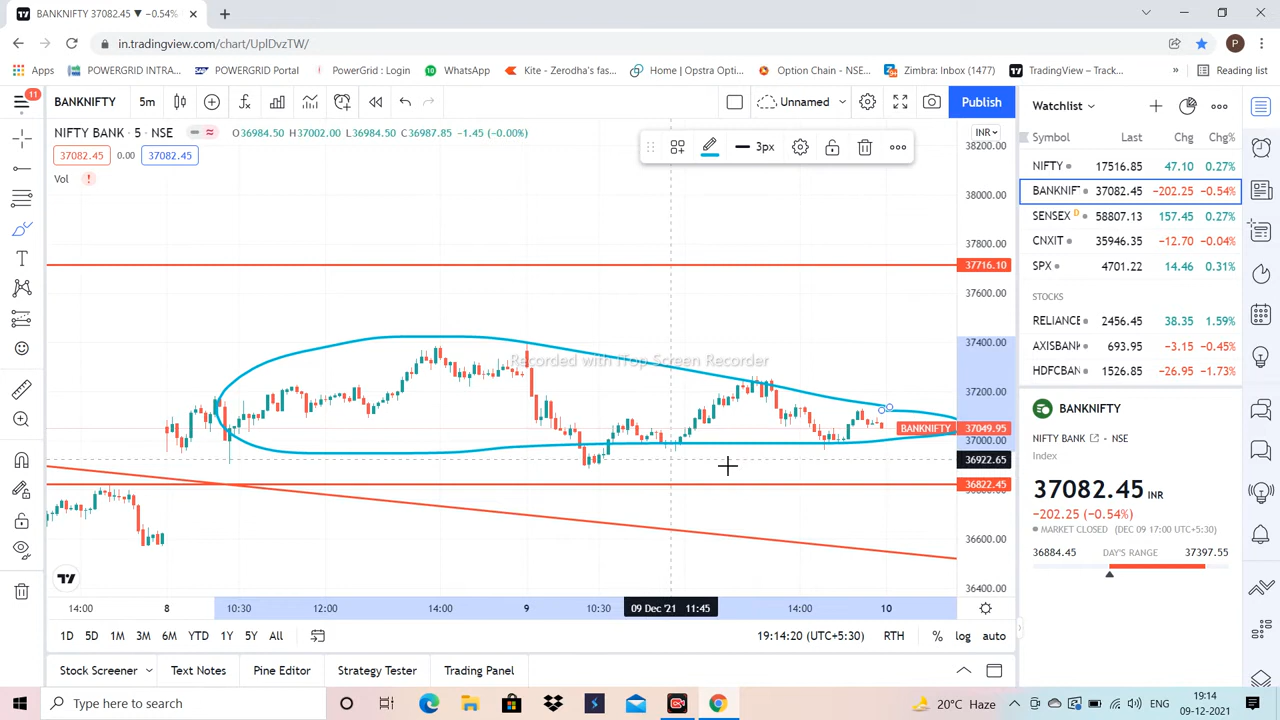 BANKNIFTY 37082.45 ▼ −0.54%
in.tradingview.com/chart/UplDvzTW/
Apps POWERGRID INTRA... POWERGRID Portal PowerGrid : Login WhatsApp Kite - Zerodha's fas... Home | Opstra Opti... Option Chain - NSE... Zimbra: Inbox (1477) TradingView – Track... » Reading list
11
BANKNIFTY 5m Unnamed Publish
NIFTY BANK · 5 · NSE O36984.50 H37002.00 L36984.50 C36987.85 −1.45 (−0.00%)
37082.45 0.00 37082.45
Vol
3px
INR
38200.00
38000.00
37800.00
37716.10
37600.00
37400.00
37200.00
BANKNIFTY 37049.95
37000.00
36922.65
36822.45
36600.00
36400.00
Recorded with iTop Screen Recorder
14:00 8 10:30 12:00 14:00 9 10:30 09 Dec '21 11:45 14:00 10
1D 5D 1M 3M 6M YTD 1Y 5Y All 19:14:20 (UTC+5:30) RTH % log auto
Stock Screener Text Notes Pine Editor Strategy Tester Trading Panel
Watchlist
Symbol Last Chg Chg%
NIFTY 17516.85 47.10 0.27%
BANKNIF 37082.45 −202.25 −0.54%
SENSEX D 58807.13 157.45 0.27%
CNXIT 35946.35 −12.70 −0.04%
SPX 4701.22 14.46 0.31%
STOCKS
RELIANCE 2456.45 38.35 1.59%
AXISBANK 693.95 −3.15 −0.45%
HDFCBAN 1526.85 −26.95 −1.73%
BANKNIFTY
NIFTY BANK - NSE
Index
37082.45 INR
−202.25 (−0.54%)
MARKET CLOSED (DEC 09 17:00 UTC+5:30)
36884.45 DAY'S RANGE 37397.55
Type here to search
20°C Haze ENG 19:14
09-12-2021